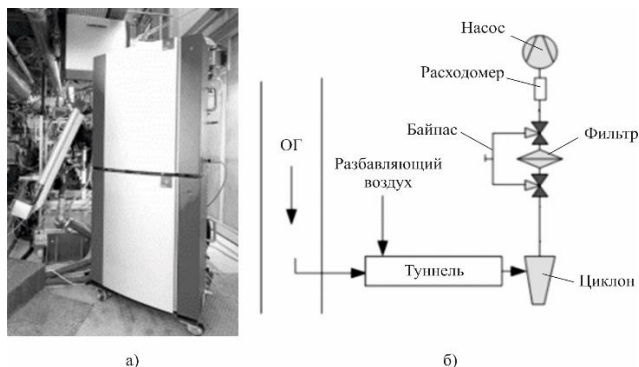 Насос
Расходомер
Байпас
Фильтр
ОГ
Разбавляющий
воздух
Туннель
Циклон
а)
б)